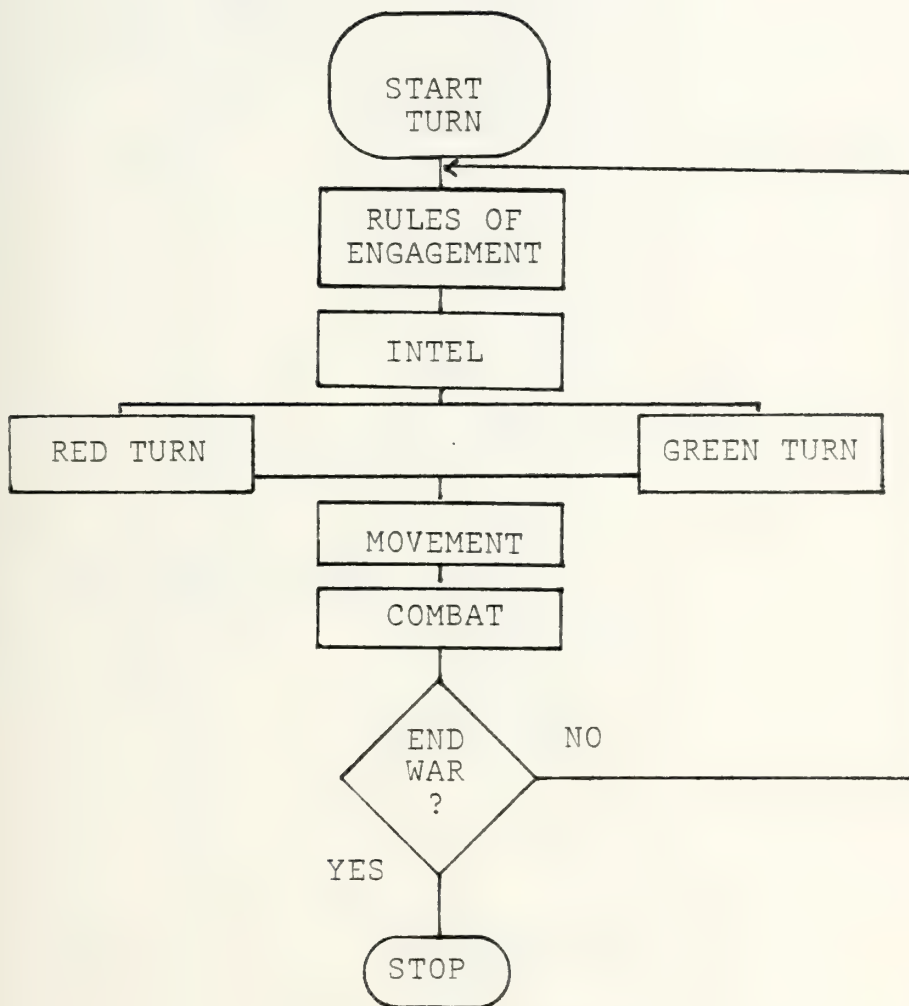 START
TURN
RULES OF
ENGAGEMENT
INTEL
RED TURN
GREEN TURN
MOVEMENT
COMBAT
END
WAR
?
NO
YES
STOP